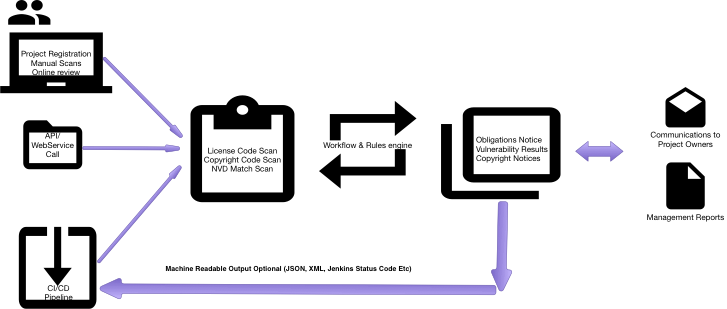 Project Registration
Manual Scans
Online review
API/
WebService
Call
CI/CD
Pipeline
License Code Scan
Copyright Code Scan
NVD Match Scan
Workflow & Rules engine
Obligations Notice
Vulnerability Results
Copyright Notices
Communications to
Project Owners
Management Reports
Machine Readable Output Optional (JSON, XML, Jenkins Status Code Etc)